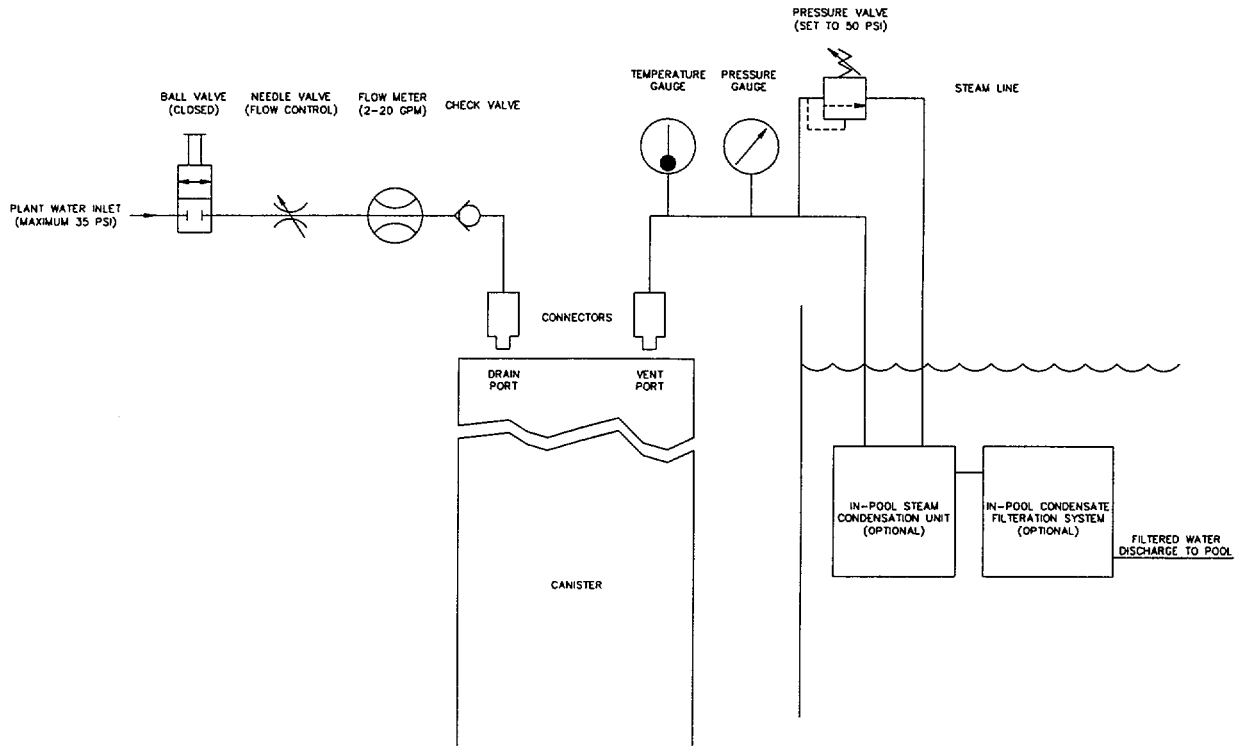 PRESSURE VALVE
(SET TO 50 PSI)
TEMPERATURE
GAUGE
PRESSURE
GAUGE
STEAM LINE
BALL VALVE
(CLOSED)
NEEDLE VALVE
(FLOW CONTROL)
FLOW METER
(2-20 GPM)
CHECK VALVE
PLANT WATER INLET
(MAXIMUM 35 PSI)
CONNECTORS
DRAIN
PORT
VENT
PORT
IN-POOL STEAM
CONDENSATION UNIT
(OPTIONAL)
IN-POOL CONDENSATE
FILTERATION SYSTEM
(OPTIONAL)
FILTERED WATER
DISCHARGE TO POOL
CANISTER